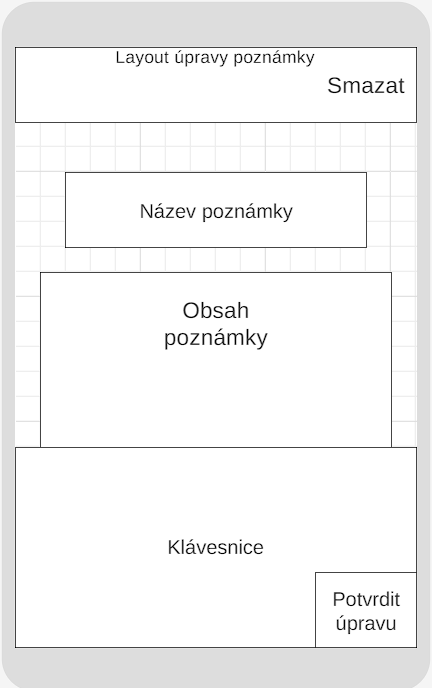 Layout úpravy poznámky
Smazat
Název poznámky
Obsah
poznámky
Klávesnice
Potvrdit
úpravu